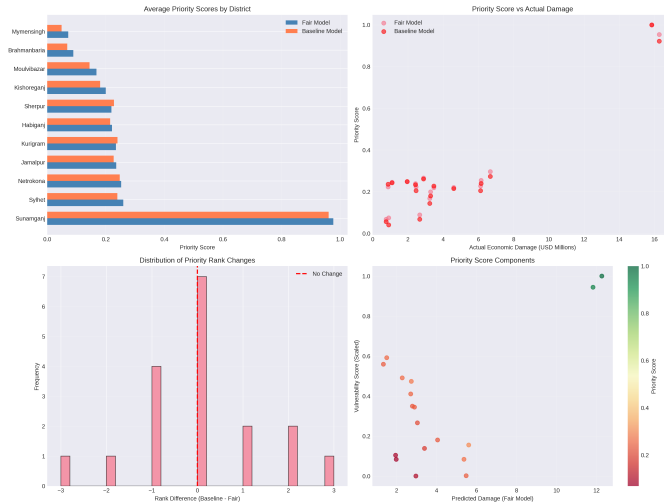 Average Priority Scores by District
Fair Model
Baseline Model
Mymensingh
Brahmanbaria
Moulvibazar
Kishoreganj
Sherpur
Habiganj
Kurigram
Jamalpur
Netrokona
Sylhet
Sunamganj
0.0 0.2 0.4 0.6 0.8 1.0
Priority Score
Priority Score vs Actual Damage
Fair Model
Baseline Model
Priority Score
1.0
0.8
0.6
0.4
0.2
0.0
0 2 4 6 8 10 12 14 16
Actual Economic Damage (USD Millions)
Distribution of Priority Rank Changes
No Change
Frequency
7
6
5
4
3
2
1
0
−3 −2 −1 0 1 2 3
Rank Difference (Baseline - Fair)
Priority Score Components
Vulnerability Score (Scaled)
1.0
0.8
0.6
0.4
0.2
0.0
2 4 6 8 10 12
Predicted Damage (Fair Model)
1.0
0.8
0.6
0.4
0.2
Priority Score